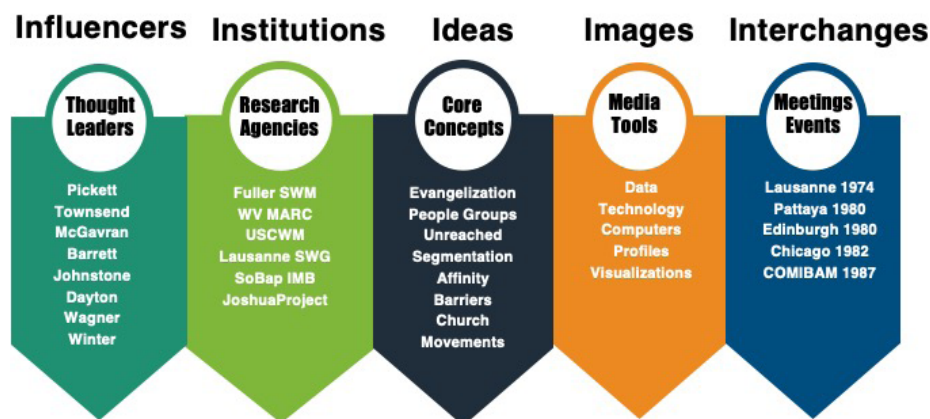 Influencers
Institutions
Ideas
Images
Interchanges
Thought
Leaders
Research
Agencies
Core
Concepts
Media
Tools
Meetings
Events
Pickett
Townsend
McGavran
Barrett
Johnstone
Dayton
Wagner
Winter
Fuller SWM
WV MARC
USCWM
Lausanne SWG
SoBap IMB
JoshuaProject
Evangelization
People Groups
Unreached
Segmentation
Affinity
Barriers
Church
Movements
Data
Technology
Computers
Profiles
Visualizations
Lausanne 1974
Pattaya 1980
Edinburgh 1980
Chicago 1982
COMIBAM 1987